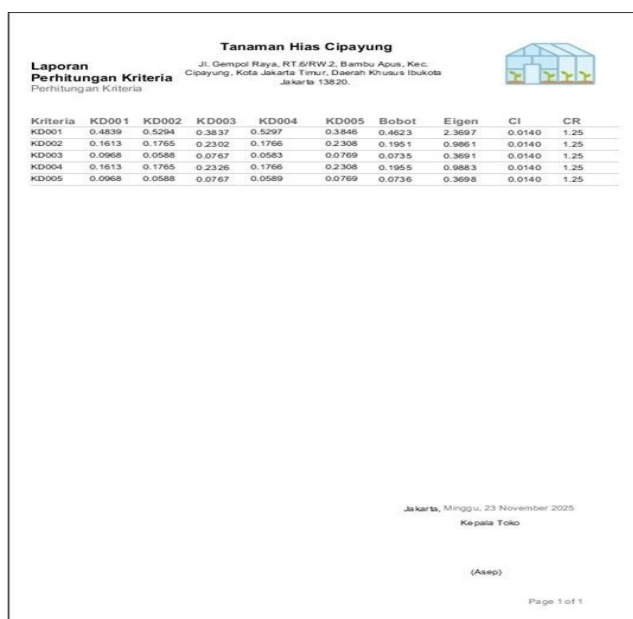 Tanaman Hias Cipayung
Jl. Gempol Raya, RT.6/RW.2, Bambu Apus, Kec.
Cipayung, Kota Jakarta Timur, Daerah Khusus Ibukota
Jakarta 13820.
Laporan
Perhitungan Kriteria
Perhitungan Kriteria
Kriteria KD001 KD002 KD003 KD004 KD005 Bobot Eigen CI CR
KD001 0.4839 0.5294 0.3837 0.5297 0.3846 0.4623 2.3697 0.0140 1.25
KD002 0.1613 0.1765 0.2302 0.1766 0.2308 0.1951 0.9861 0.0140 1.25
KD003 0.0968 0.0588 0.0767 0.0583 0.0769 0.0735 0.3691 0.0140 1.25
KD004 0.1613 0.1765 0.2326 0.1766 0.2308 0.1955 0.9883 0.0140 1.25
KD005 0.0968 0.0588 0.0767 0.0589 0.0769 0.0736 0.3698 0.0140 1.25
Jakarta, Minggu, 23 November 2025
Kepala Toko
(Asep)
Page 1 of 1